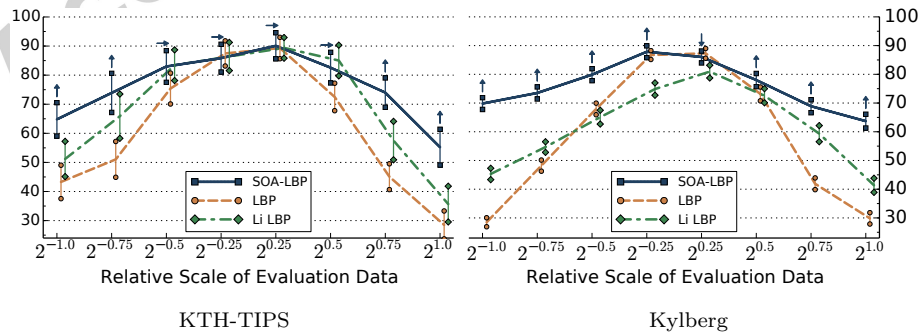 100
90
80
70
60
50
40
30
SOA-LBP
LBP
Li LBP
2^−1.0 2^−0.75 2^−0.5 2^−0.25 2^0.25 2^0.5 2^0.75 2^1.0
Relative Scale of Evaluation Data
KTH-TIPS
100
90
80
70
60
50
40
30
SOA-LBP
LBP
Li LBP
2^−1.0 2^−0.75 2^−0.5 2^−0.25 2^0.25 2^0.5 2^0.75 2^1.0
Relative Scale of Evaluation Data
Kylberg